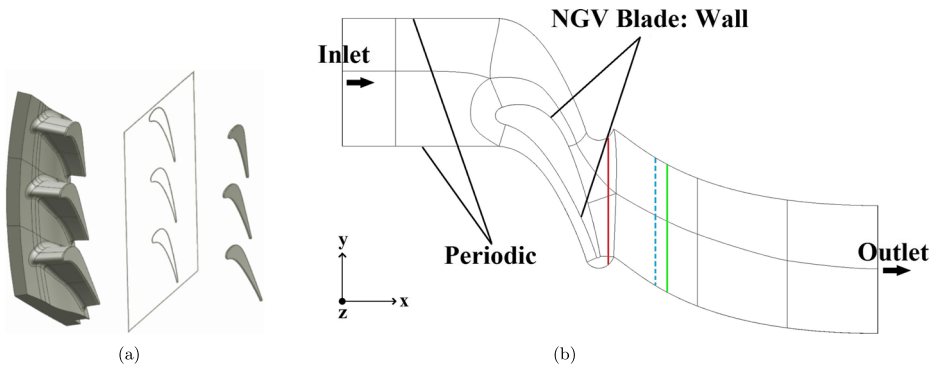 NGV Blade: Wall
Inlet
Periodic
y
x
z
Outlet
(a)
(b)